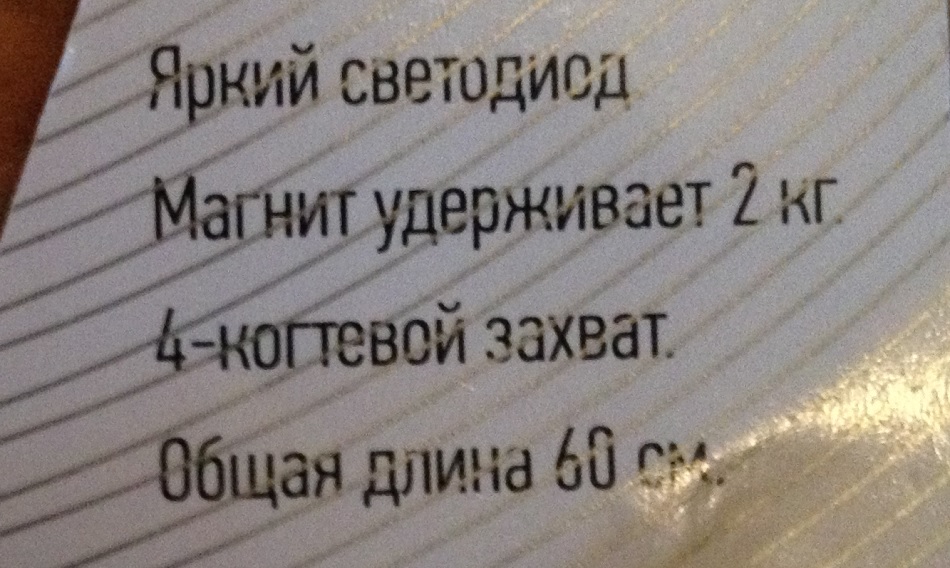 Яркий светодиод
Магнит удерживает 2 кг.
4-когтевой захват.
Общая длина 60 см.